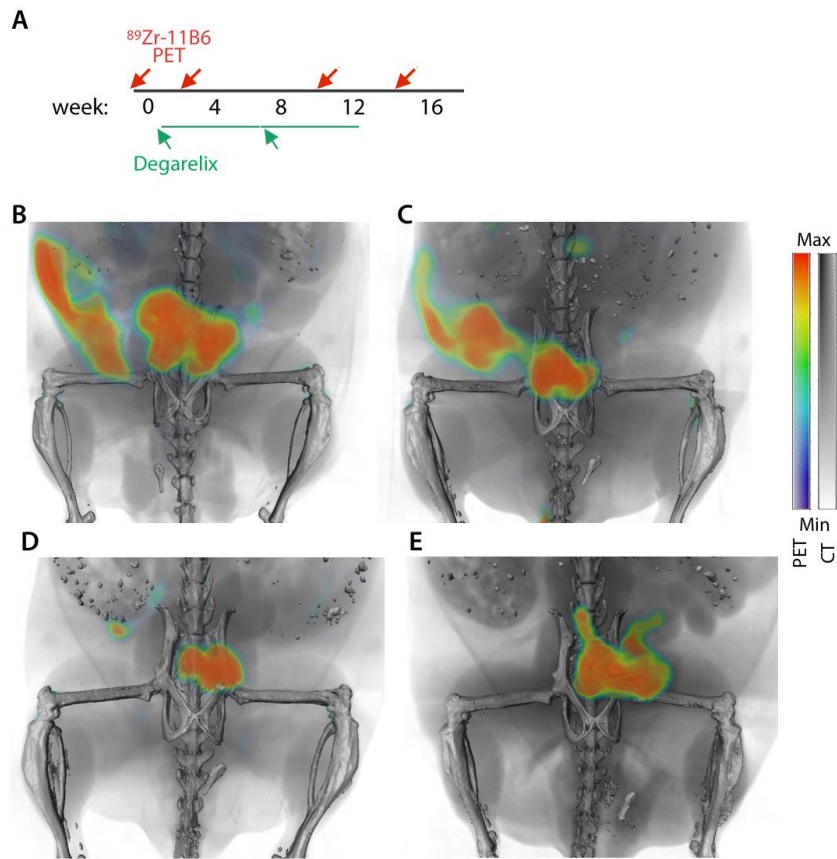 A
⁸⁹Zr-11B6
PET
week: 0 4 8 12 16
Degarelix
B
C
Max
Min
PET
CT
D
E